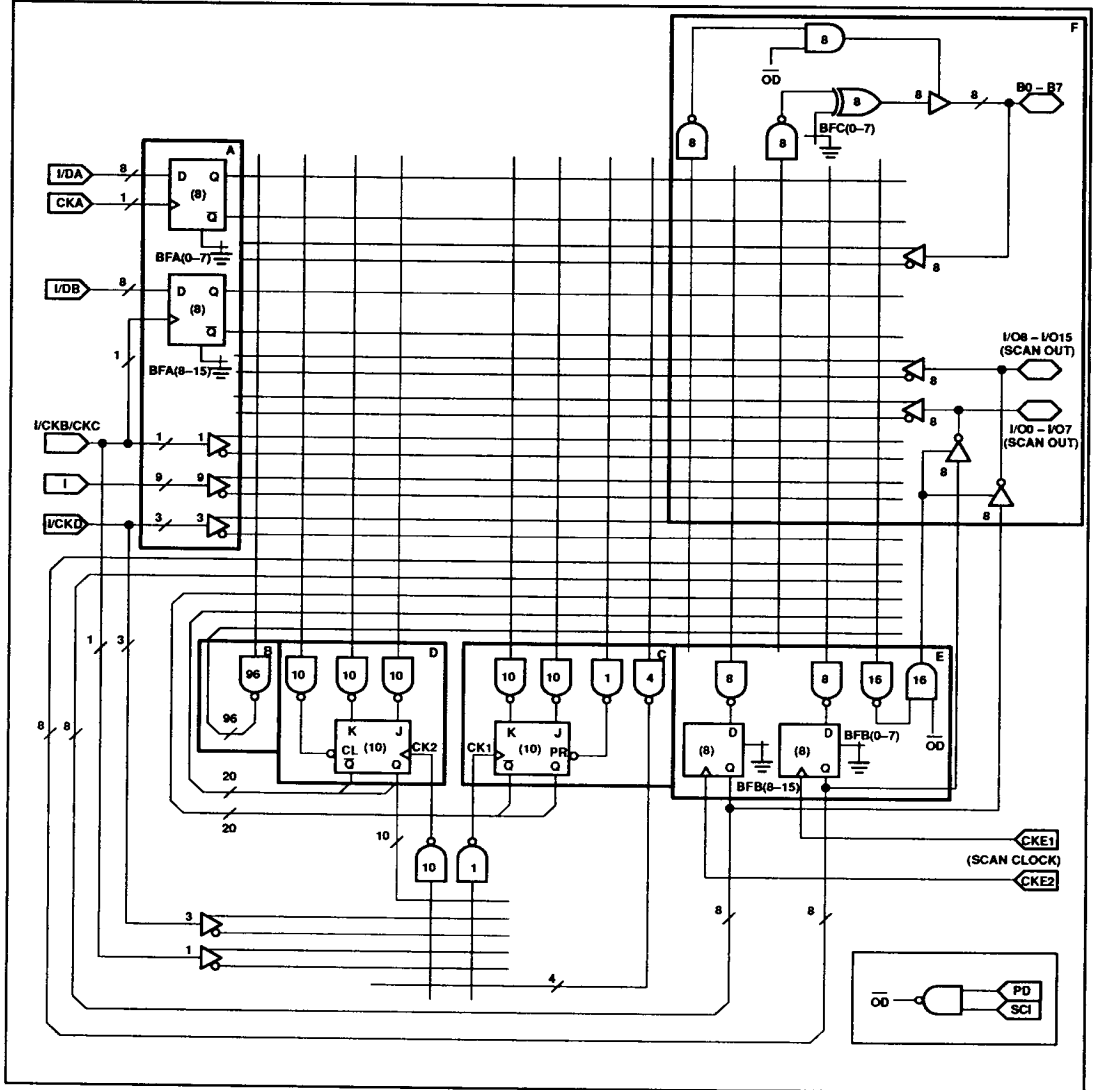 F
8
OD
B0 – B7
8
8
8
8
BFC(0–7)
8
8
A
I/DA
8
D Q
(8)
CKA
1
Q
BFA(0–7)
8
I/DB
8
D Q
(8)
Q
1
BFA(8–15)
I/O8 – I/O15
(SCAN OUT)
8
8
I/O0 – I/O7
(SCAN OUT)
I/CKB/CKC
1
1
8
I
9
9
8
I/CKD
3
3
1
3
B
D
C
E
96
10
10
10
10
10
1
4
8
8
16
16
96
K J
CL (10)
CK2
Q Q
CK1
K J
(10) PR
Q Q
D
(8)
Q
BFB(0–7)
D
(8)
Q
OD
BFB(8–15)
8
8
20
20
10
10
1
CKE1
(SCAN CLOCK)
CKE2
3
8
8
1
4
OD
PD
SCI